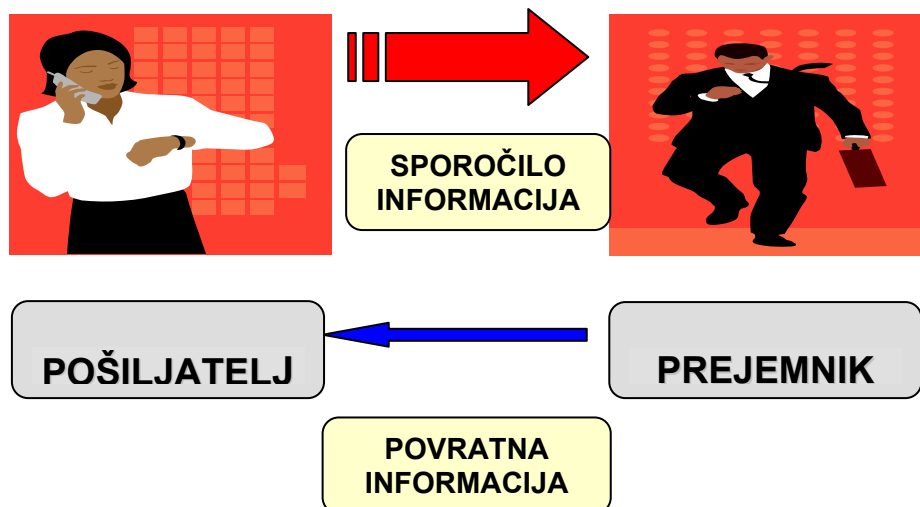 SPOROČILO
INFORMACIJA
POŠILJATELJ
PREJEMNIK
POVRATNA
INFORMACIJA